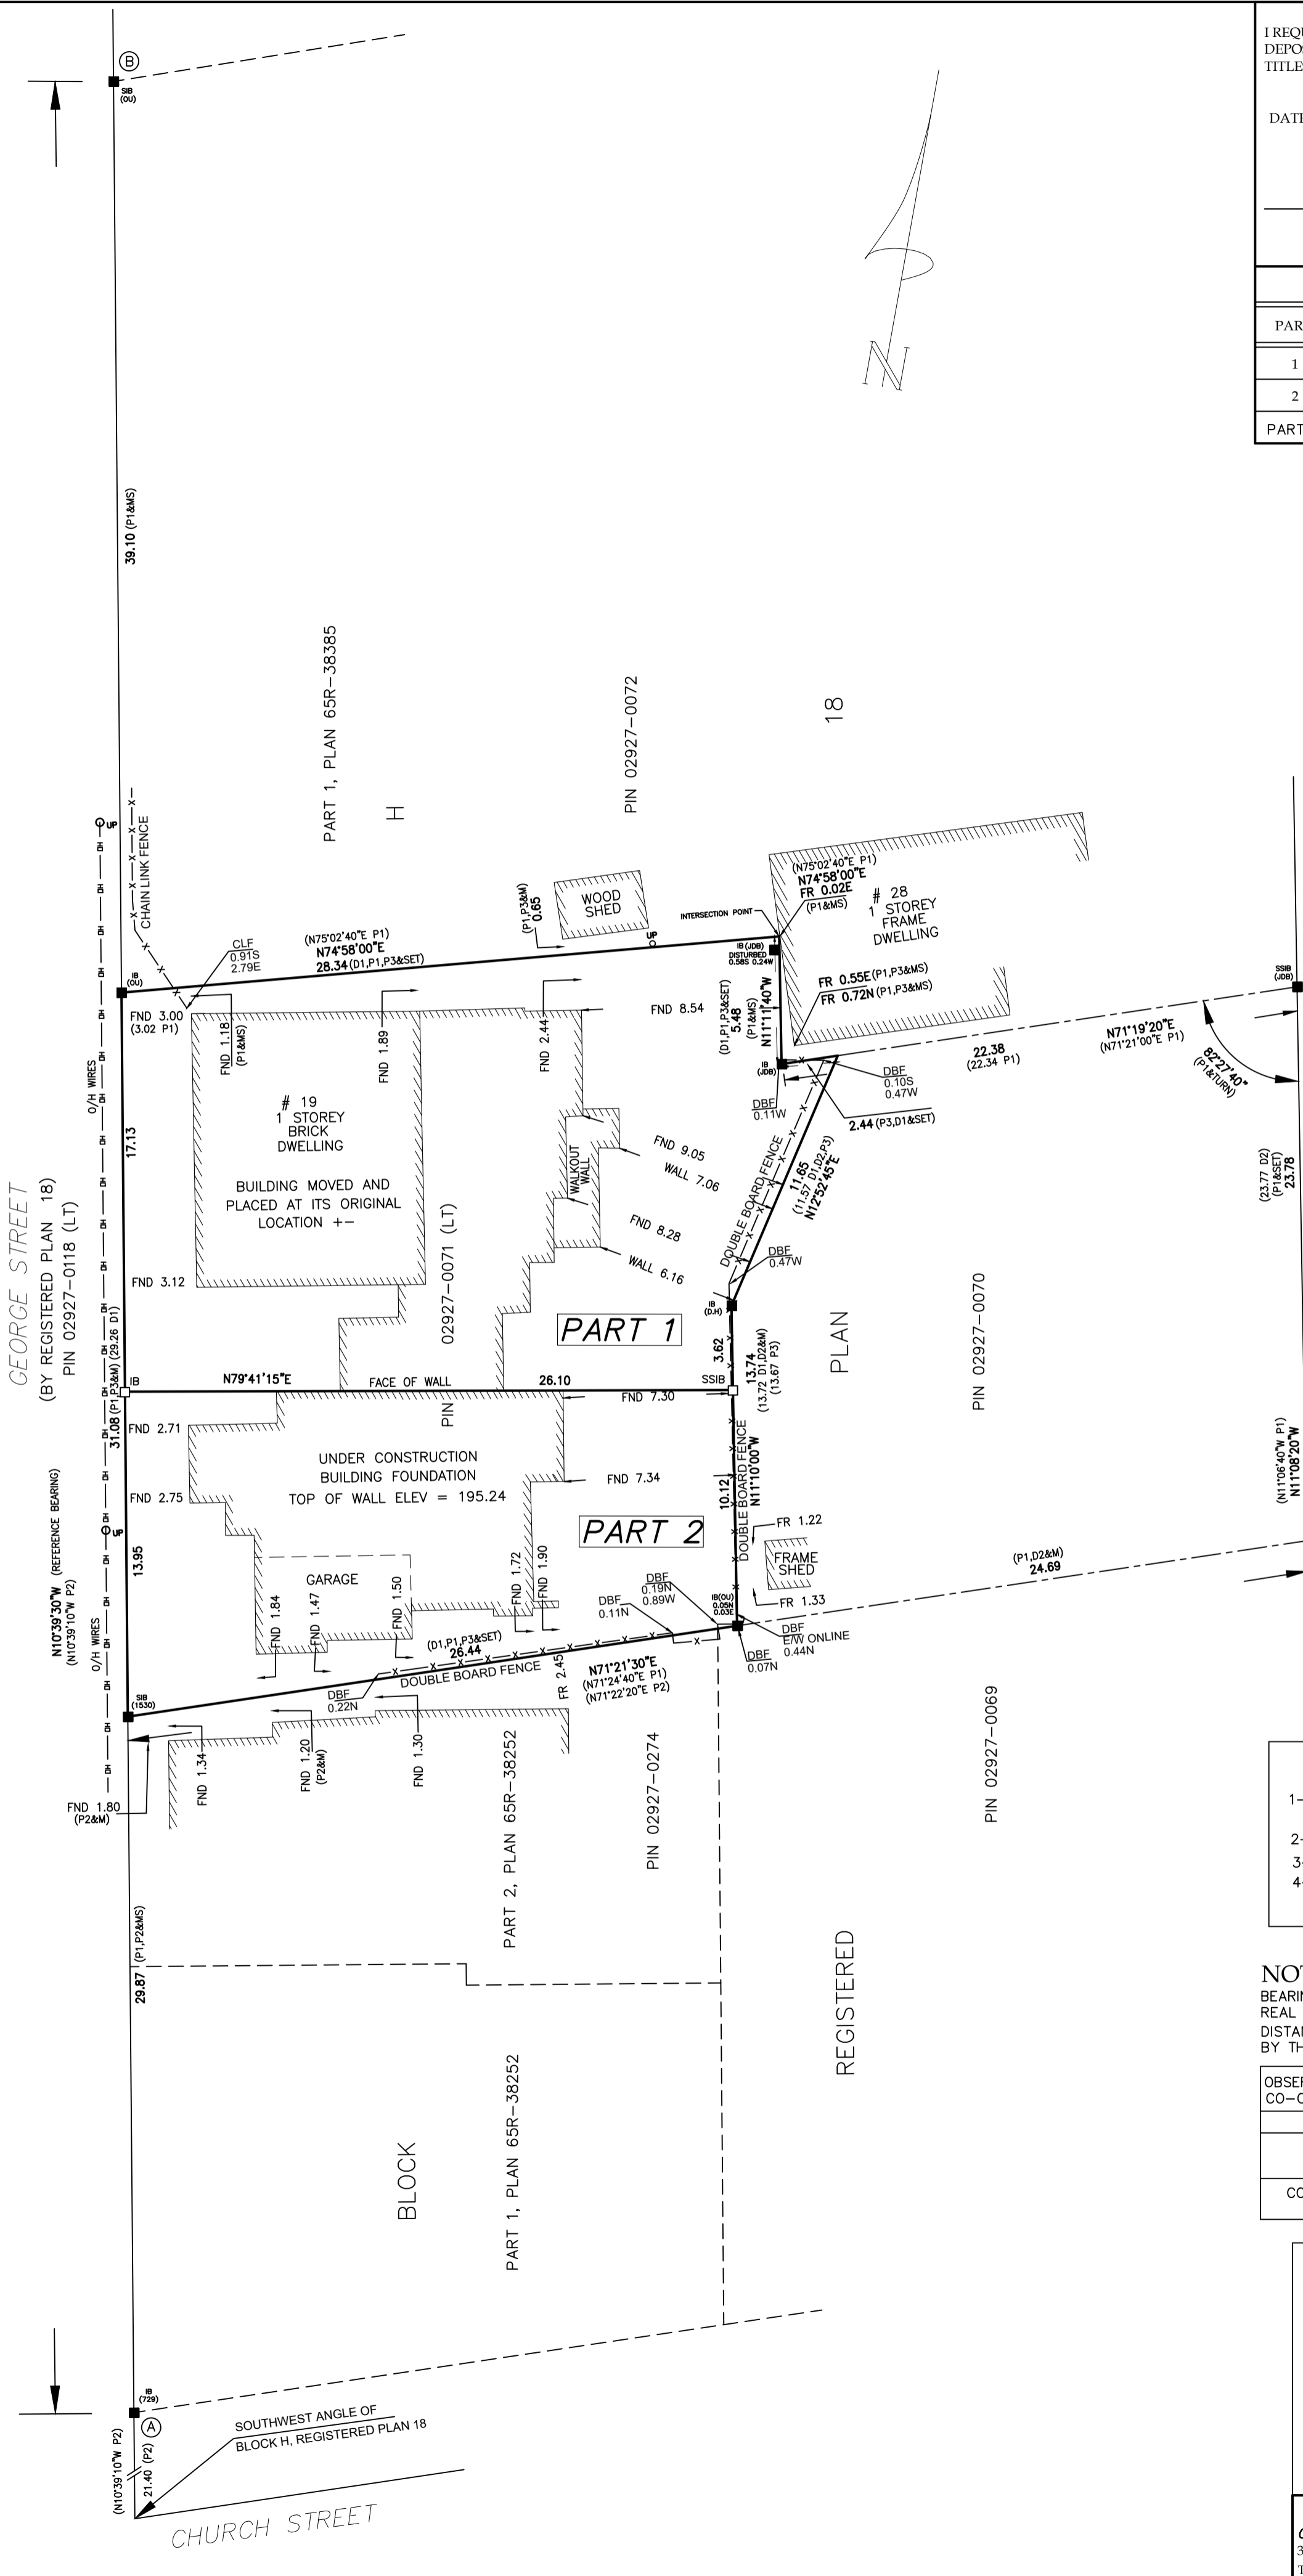 I REQU
DEPO
TITLE
DATE
PAR
1
2
PART
B
SIB
(OU)
39.10 (P1&MS)
N
PART 1, PLAN 65R-38385
H
PIN 02927-0072
18
UP
CHAIN LINK FENCE
CLF
0.91S
2.79E
(N75°02'40"E P1)
N74°58'00"E
28.34 (D1,P1,P3&SET)
(P1,P3&M)
0.65
WOOD
SHED
UP
INTERSECTION POINT
IB (JDB)
DISTURBED
0.58S 0.24W
(N75°02'40"E P1)
N74°58'00"E
FR 0.02E
(P1&MS)
# 28
1 STOREY
FRAME
DWELLING
FR 0.55E (P1,P3&MS)
FR 0.72N (P1,P3&MS)
SSIB
(JDB)
IB
(OU)
FND 3.00
(3.02 P1)
FND 1.18
(P1&MS)
FND 1.89
FND 2.44
FND 8.54
(D1,P1,P3&SET)
5.48
(P1&MS)
N11°11'40"W
IB
(JDB)
N71°19'20"E
(N71°21'00"E P1)
22.38
(22.34 P1)
82°27'40"
(P1&TURN)
DBF
0.10S
0.47W
DBF
0.11W
2.44 (P3,D1&SET)
O/H WIRES
17.13
# 19
1 STOREY
BRICK
DWELLING
BUILDING MOVED AND
PLACED AT ITS ORIGINAL
LOCATION +-
WALKOUT
WALL
FND 9.05
WALL 7.06
FND 8.28
WALL 6.16
DOUBLE BOARD FENCE
11.65
(11.57 D1,D2,P3)
N12°52'45"E
DBF
0.47W
(23.77 D2)
(P1&SET)
23.78
GEORGE STREET
(BY REGISTERED PLAN 18)
PIN 02927-0118 (LT)
FND 3.12
PIN 02927-0071 (LT)
IB
(D.H)
PART 1
PLAN
PIN 02927-0070
31.08 (P1,P3&M) (29.26 D1)
3.62
13.74
(13.72 D1,D2&M)
(13.67 P3)
IB
N79°41'15"E
FACE OF WALL
26.10
SSIB
FND 7.30
FND 2.71
UNDER CONSTRUCTION
BUILDING FOUNDATION
TOP OF WALL ELEV = 195.24
FND 7.34
DOUBLE BOARD FENCE
N11°10'00"W
10.12
(N11°06'40"W P1)
N11°08'20"W
FND 2.75
UP
N10°39'30"W (REFERENCE BEARING)
(N10°39'10"W P2)
13.95
O/H WIRES
PART 2
FR 1.22
FRAME
SHED
FR 1.33
(P1,D2&M)
24.69
GARAGE
FND 1.84
FND 1.47
FND 1.50
FND 1.72
FND 1.90
DBF
0.19N
0.89W
DBF
0.11N
IB(OU)
0.05N
0.03E
DBF
E/W ONLINE
0.44N
DBF
0.07N
(D1,P1,P3&SET)
26.44
DOUBLE BOARD FENCE
FR 2.45
N71°21'30"E
(N71°24'40"E P1)
(N71°22'20"E P2)
DBF
0.22N
SIB
(1530)
FND 1.34
FND 1.20
(P2&M)
FND 1.30
FND 1.80
(P2&M)
PART 2, PLAN 65R-38252
PIN 02927-0274
PIN 02927-0069
29.87 (P1,P2&MS)
REGISTERED
BLOCK
PART 1, PLAN 65R-38252
1-
2-
3-
4-
NOT
BEARIN
REAL
DISTAN
BY TH
OBSER
CO-O
CO
IB
(729)
A
SOUTHWEST ANGLE OF
BLOCK H, REGISTERED PLAN 18
(N10°39'10"W P2)
21.40 (P2)
CHURCH STREET
3
T